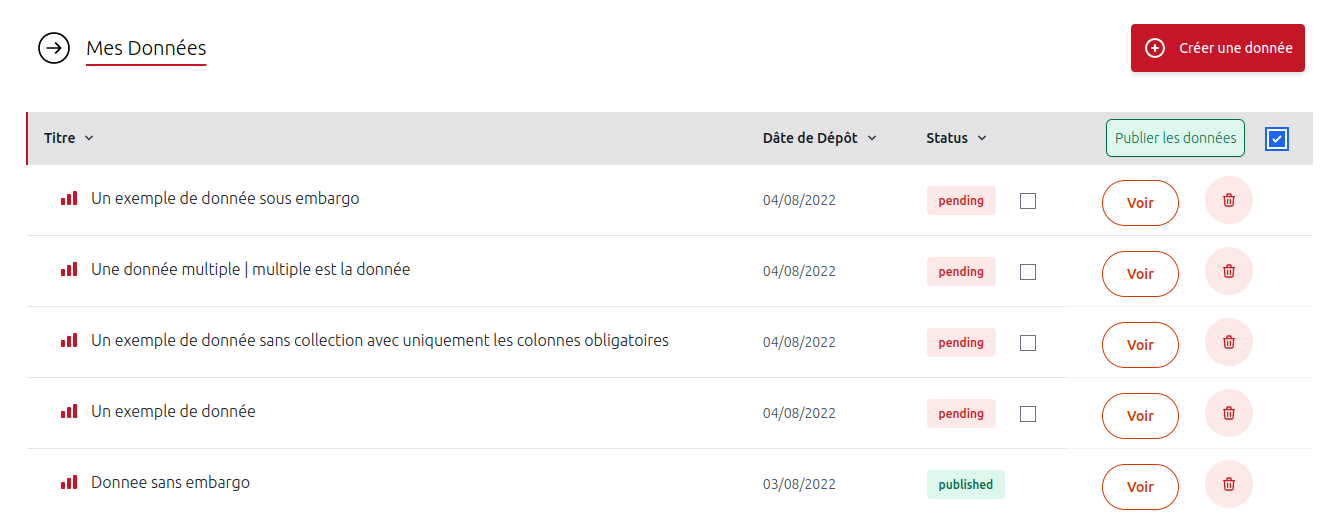 Mes Données
Créer une donnée
Titre Dâte de Dépôt Status Publier les données
Un exemple de donnée sous embargo 04/08/2022 pending Voir
Une donnée multiple | multiple est la donnée 04/08/2022 pending Voir
Un exemple de donnée sans collection avec uniquement les colonnes obligatoires 04/08/2022 pending Voir
Un exemple de donnée 04/08/2022 pending Voir
Donnee sans embargo 03/08/2022 published Voir